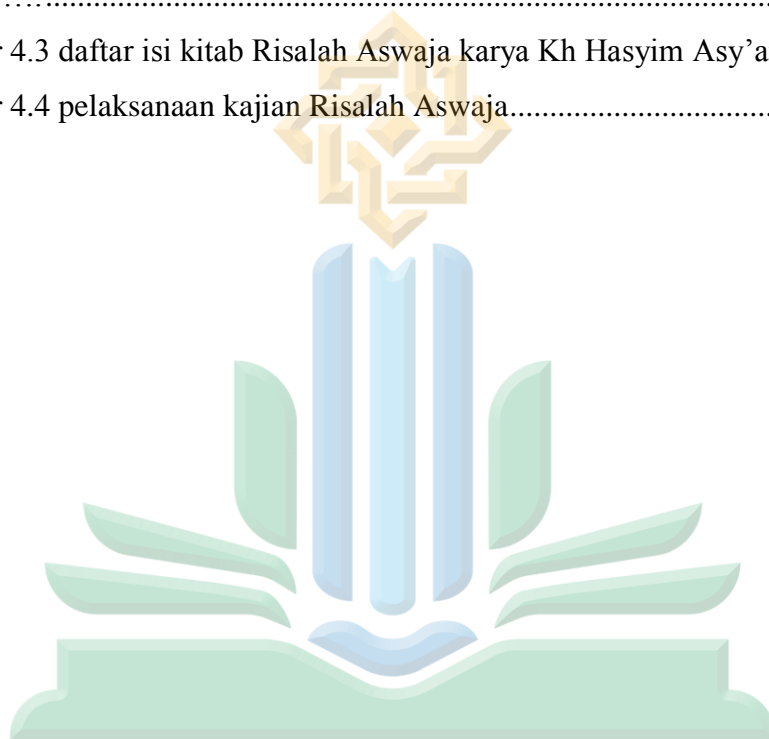 …...............................................................................................
4.3 daftar isi kitab Risalah Aswaja karya Kh Hasyim Asy’a
4.4 pelaksanaan kajian Risalah Aswaja.................................